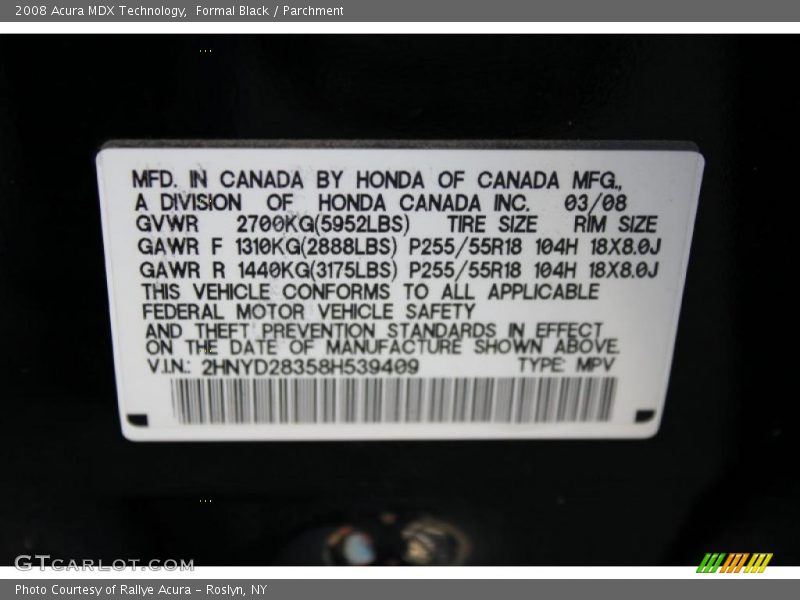 2008 Acura MDX Technology,  Formal Black / Parchment
MFD. IN CANADA BY HONDA OF CANADA MFG.,
A DIVISION OF HONDA CANADA INC. 03/08
GVWR 2700KG(5952LBS) TIRE SIZE RIM SIZE
GAWR F 1310KG(2888LBS) P255/55R18 104H 18X8.0J
GAWR R 1440KG(3175LBS) P255/55R18 104H 18X8.0J
THIS VEHICLE CONFORMS TO ALL APPLICABLE
FEDERAL MOTOR VEHICLE SAFETY
AND THEFT PREVENTION STANDARDS IN EFFECT
ON THE DATE OF MANUFACTURE SHOWN ABOVE.
V.I.N.: 2HNYD28358H539409 TYPE: MPV
GTCARLOT.COM
Photo Courtesy of Rallye Acura - Roslyn, NY